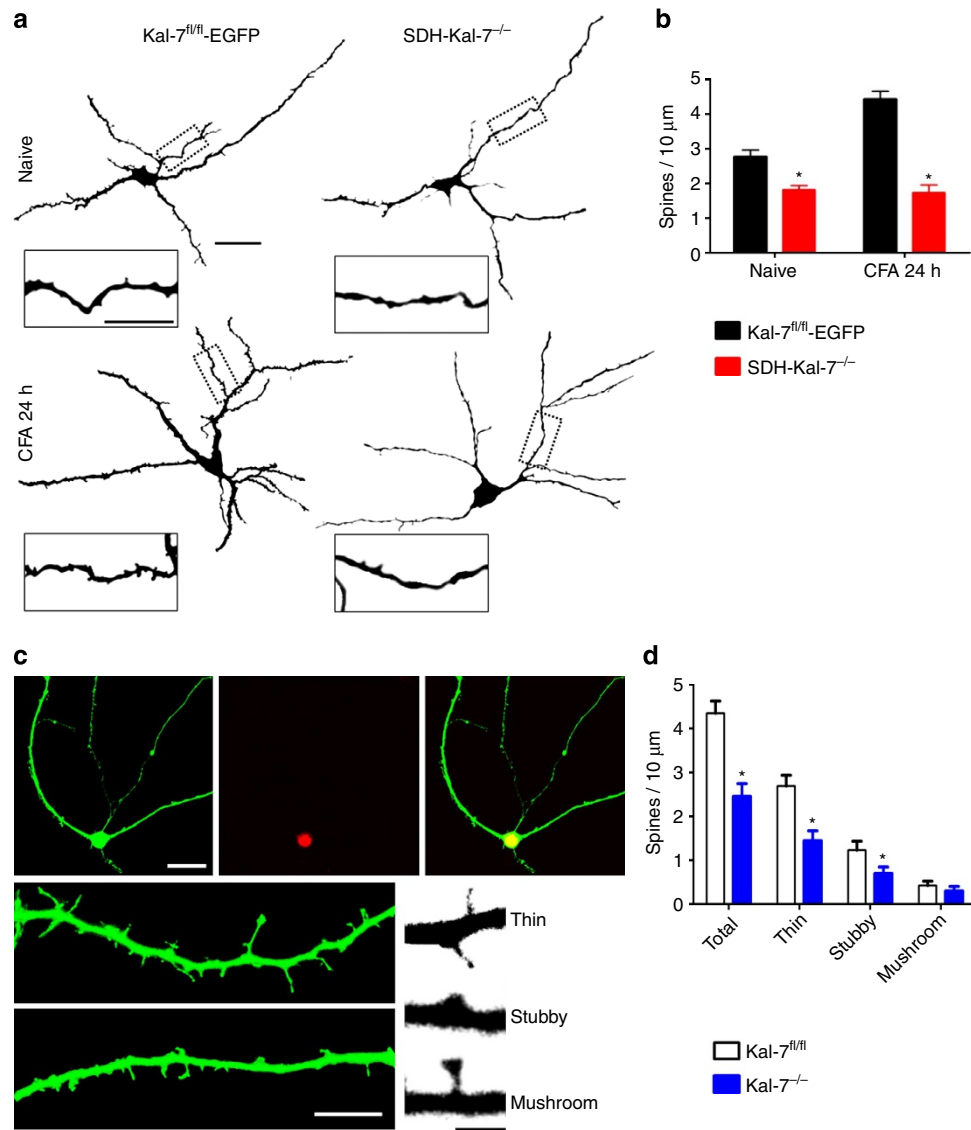 a
Kal-7fl/fl-EGFP
SDH-Kal-7–/–
Naive
CFA 24 h
b
Spines / 10 μm
5
4
3
2
1
0
*
*
Naive
CFA 24 h
Kal-7fl/fl-EGFP
SDH-Kal-7–/–
c
Thin
Stubby
Mushroom
d
Spines / 10 μm
5
4
3
2
1
0
*
*
*
Total
Thin
Stubby
Mushroom
Kal-7fl/fl
Kal-7–/–